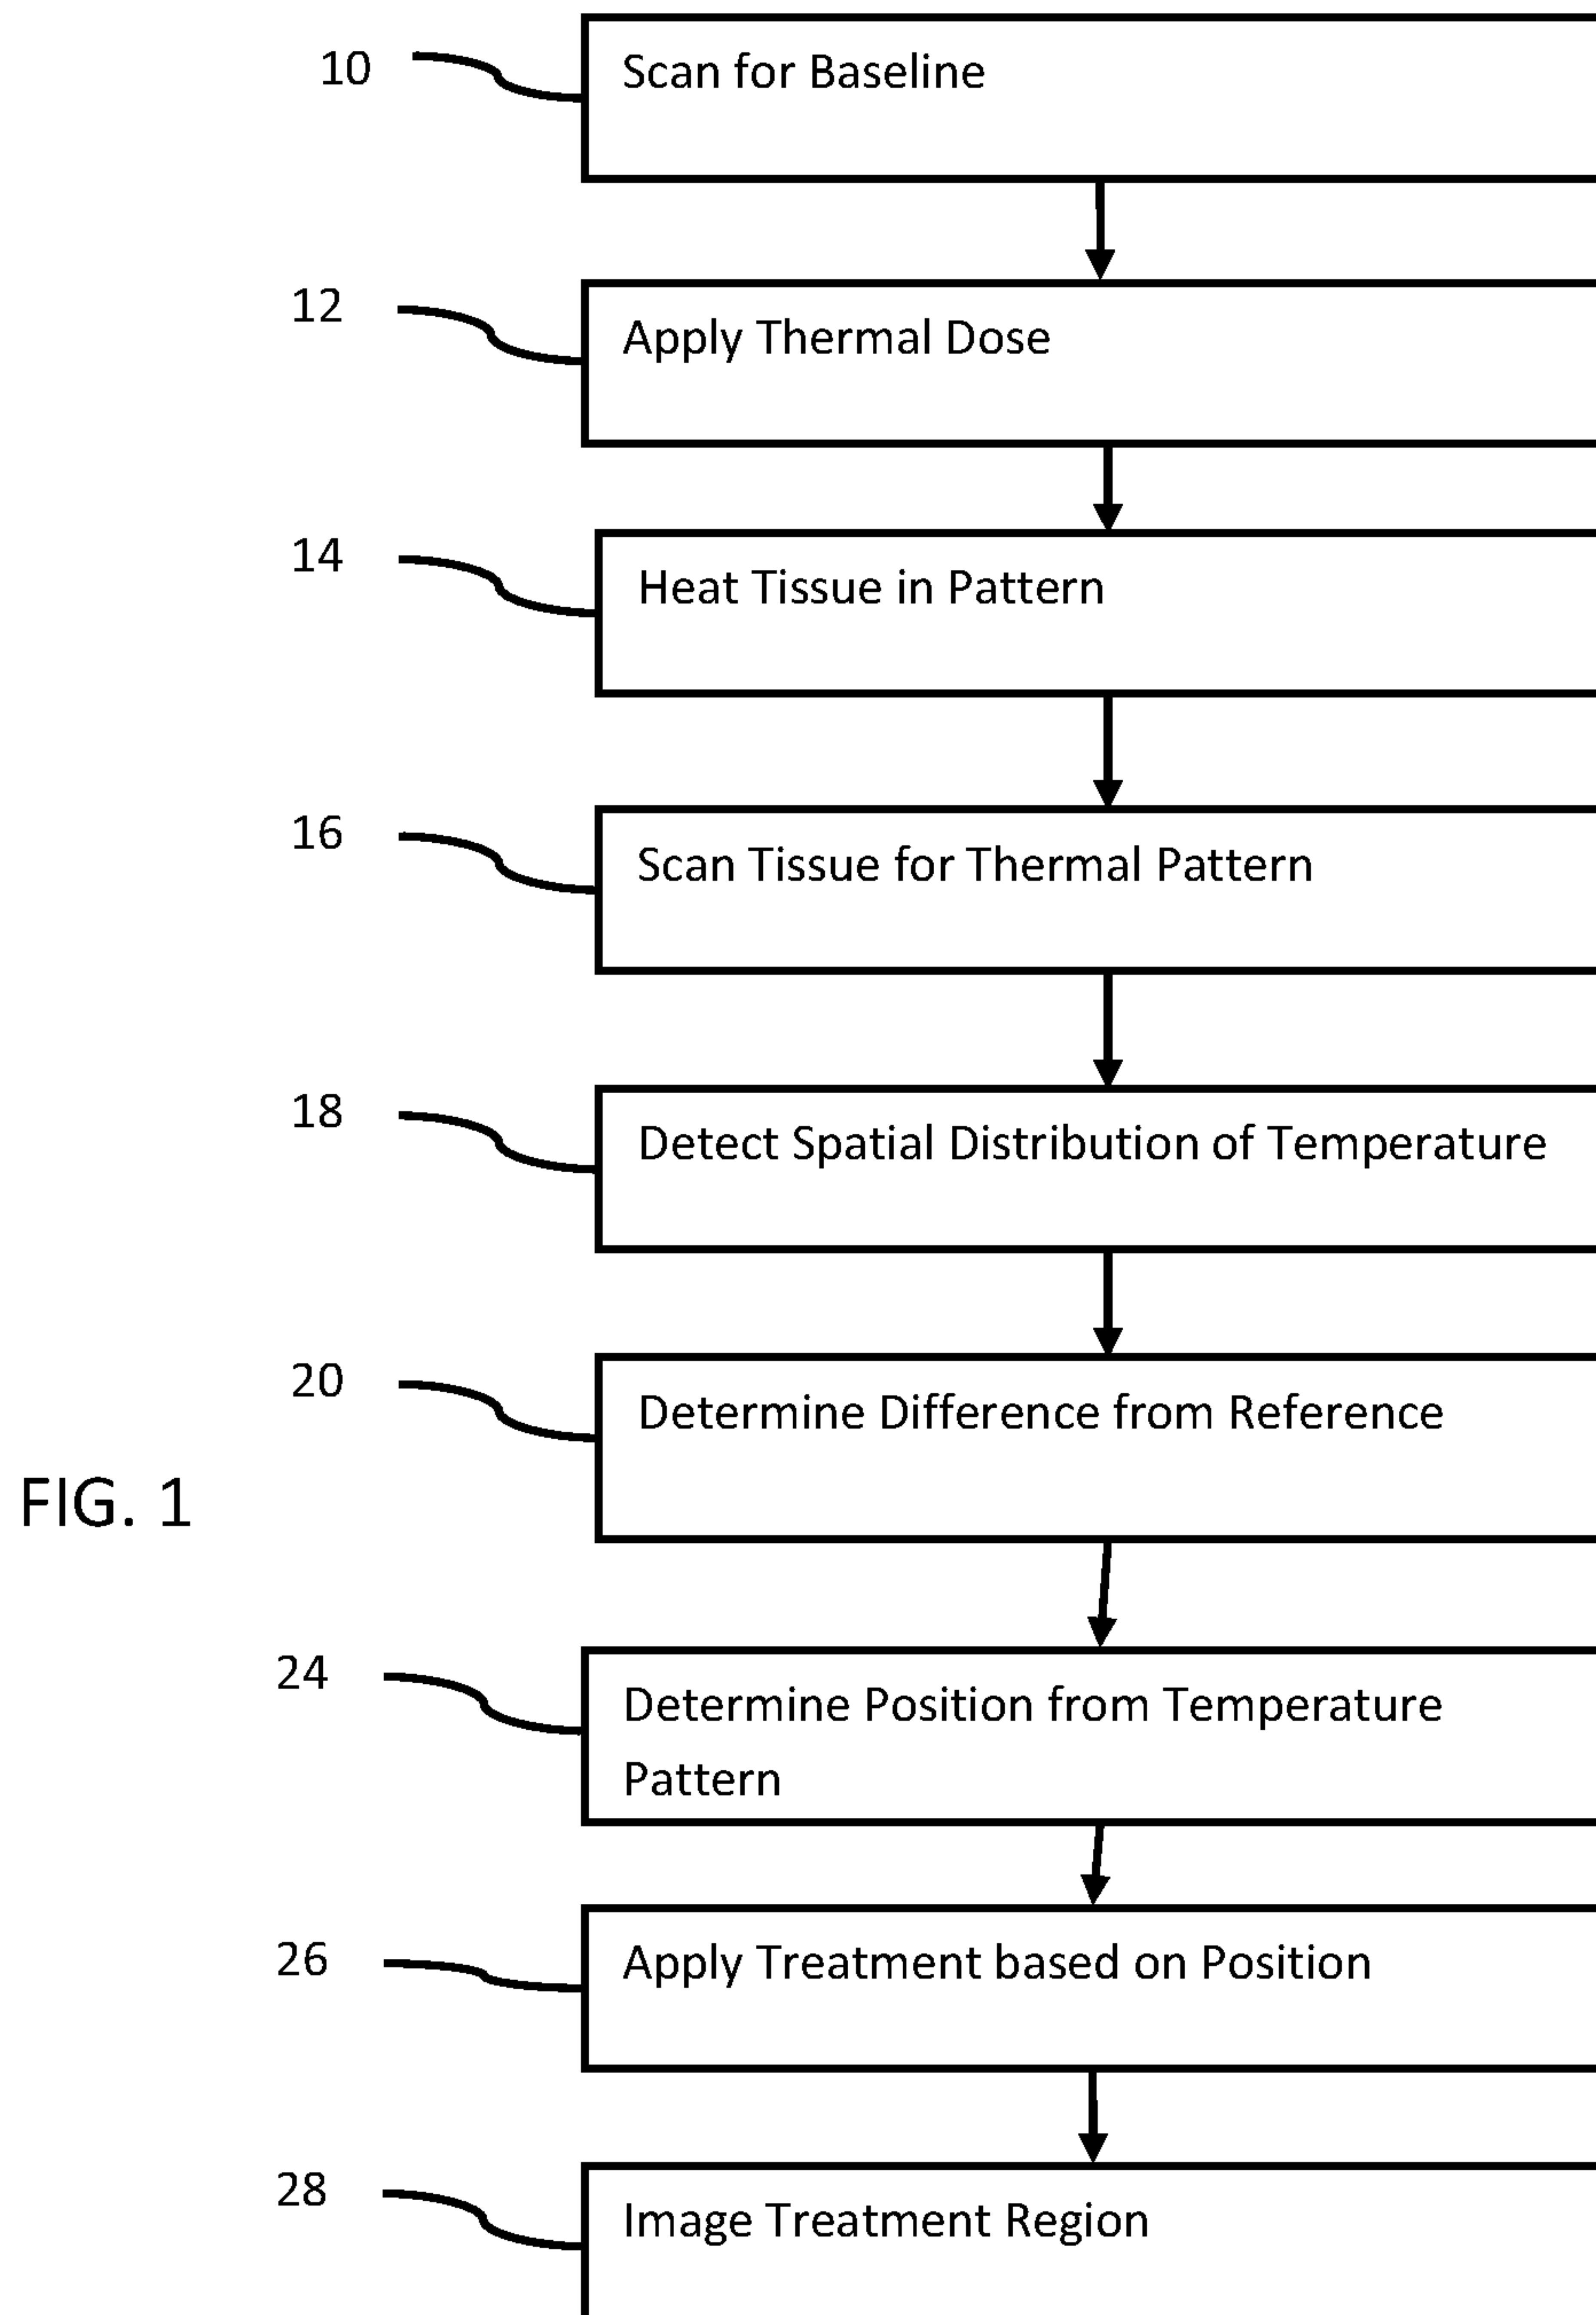 10
Scan for Baseline
12
Apply Thermal Dose
14
Heat Tissue in Pattern
16
Scan Tissue for Thermal Pattern
18
Detect Spatial Distribution of Temperature
20
Determine Difference from Reference
FIG. 1
24
Determine Position from Temperature
Pattern
26
Apply Treatment based on Position
28
Image Treatment Region